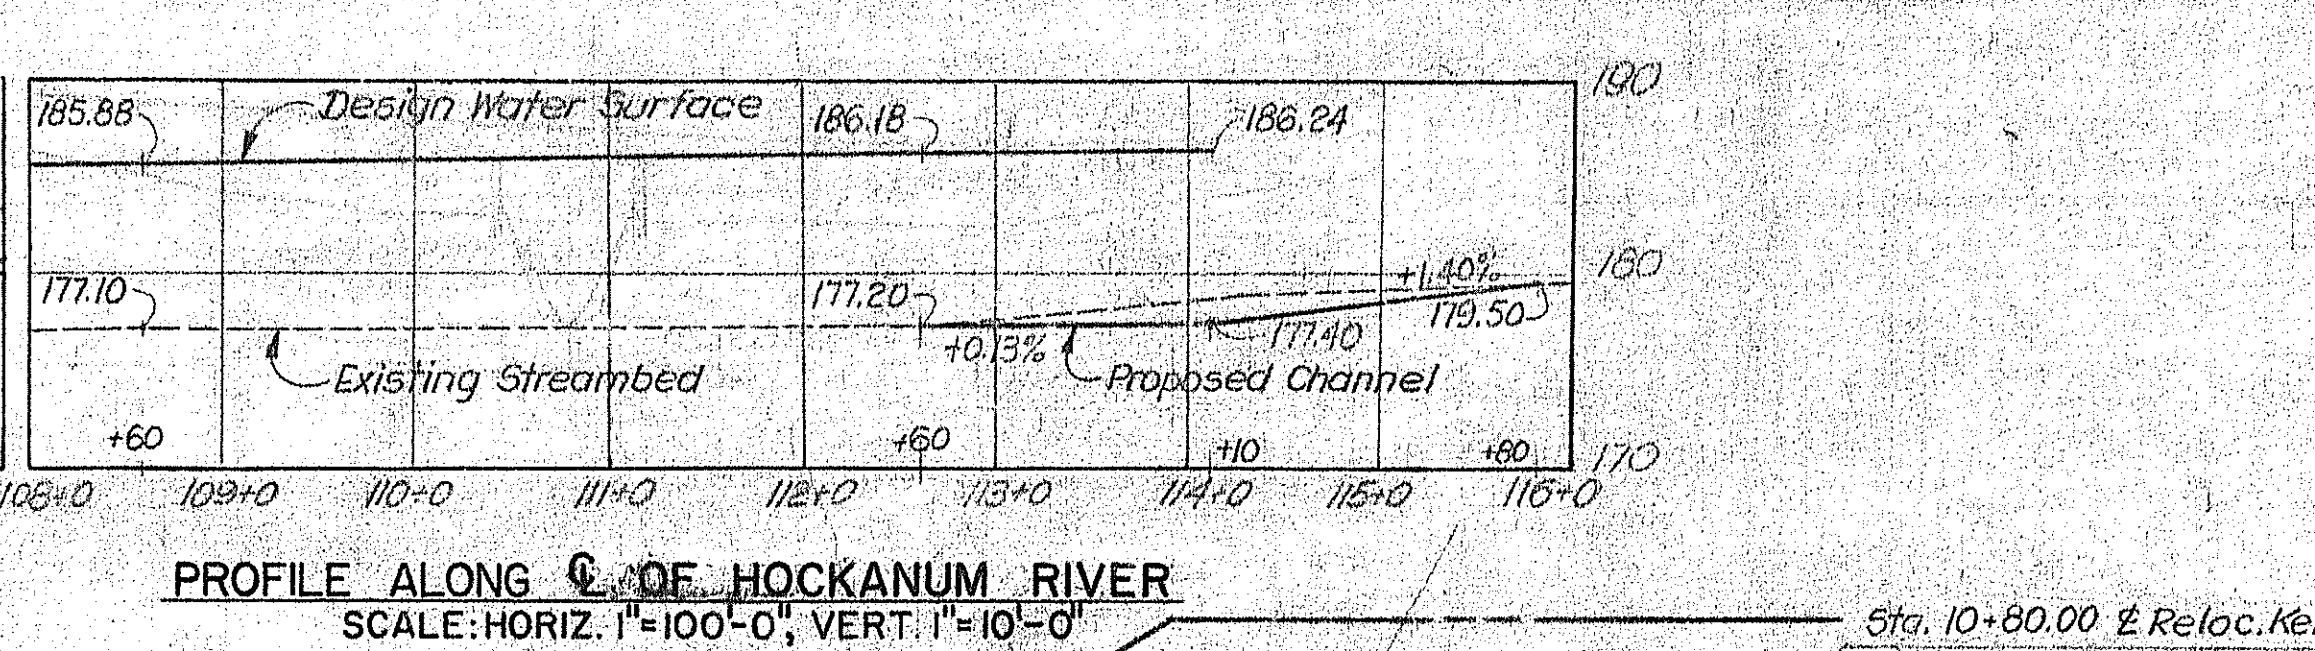 190
185.88
Design Water Surface
186.18
186.24
180
+1.40%
177.10
177.20
179.50
177.40
+0.13%
Existing Streambed
Proposed Channel
+60
+60
+10
+80
170
108+0 109+0 110+0 111+0 112+0 113+0 114+0 115+0 116+0
PROFILE ALONG ℄ OF HOCKANUM RIVER
SCALE: HORIZ. 1"=100'-0", VERT. 1"=10'-0"
Sta. 10+80.00 ℄ Reloc. Ke